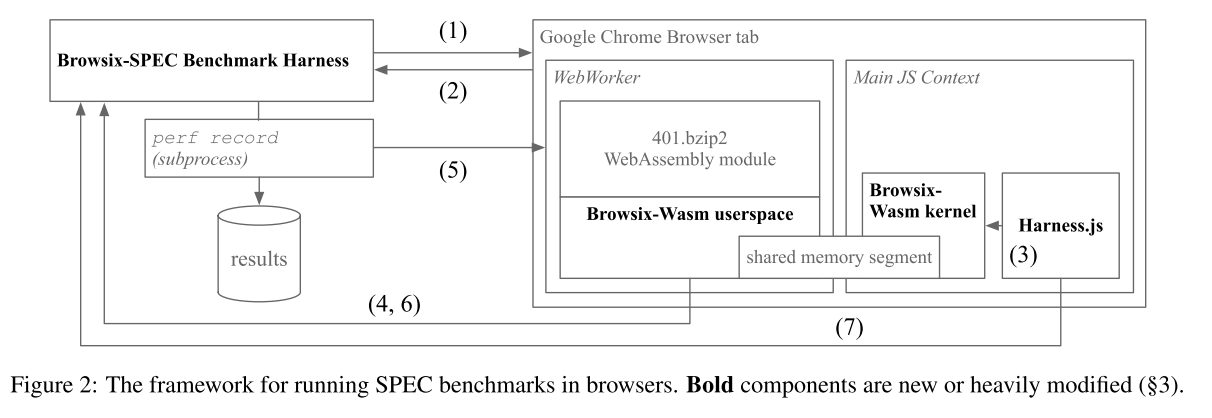 (1)
Google Chrome Browser tab
Browsix-SPEC Benchmark Harness
WebWorker
Main JS Context
(2)
perf record
(subprocess)
401.bzip2
WebAssembly module
(5)
Browsix-
Wasm kernel
Browsix-Wasm userspace
Harness.js
(3)
results
shared memory segment
(4, 6)
(7)
Figure 2: The framework for running SPEC benchmarks in browsers. Bold components are new or heavily modified (§3).